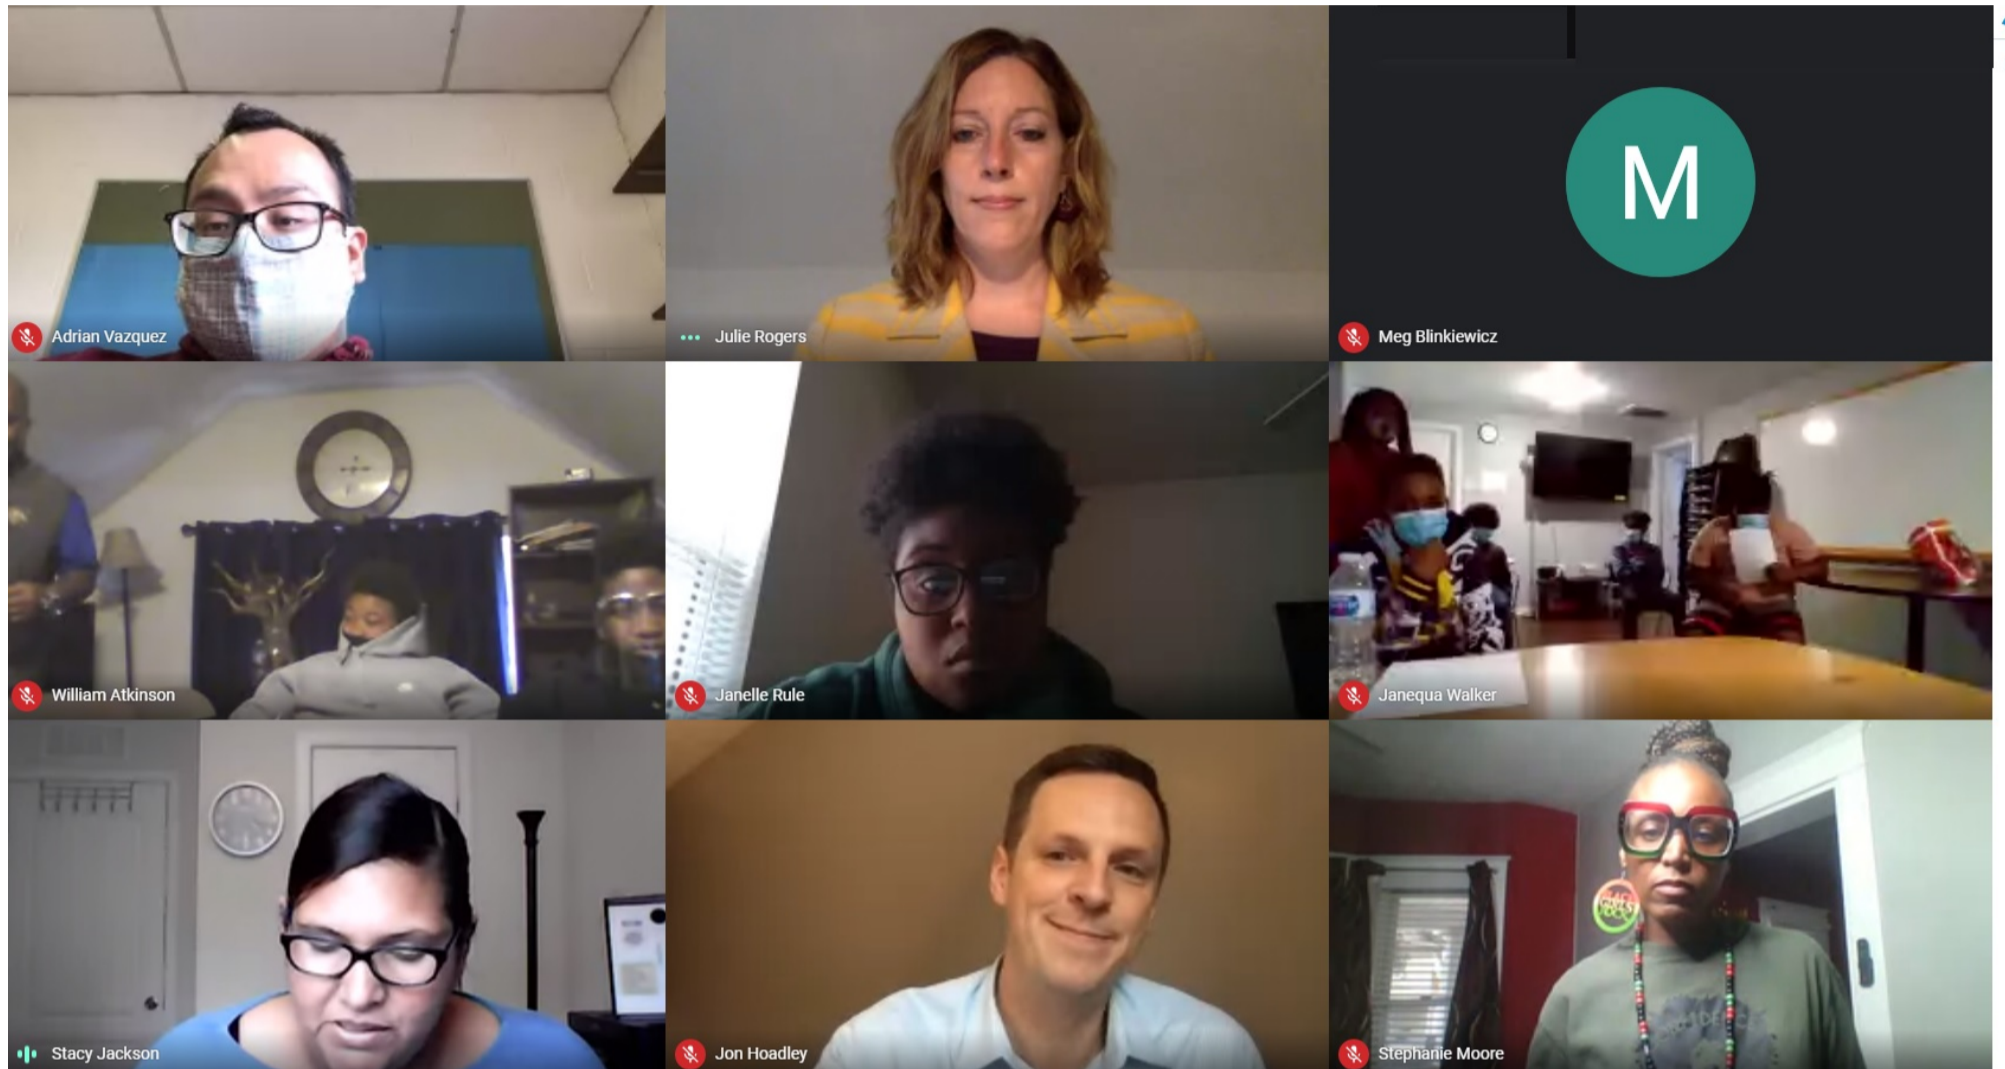 M
Adrian Vazquez
Julie Rogers
Meg Blinkiewicz
William Atkinson
Janelle Rule
Janequa Walker
Stacy Jackson
Jon Hoadley
Stephanie Moore